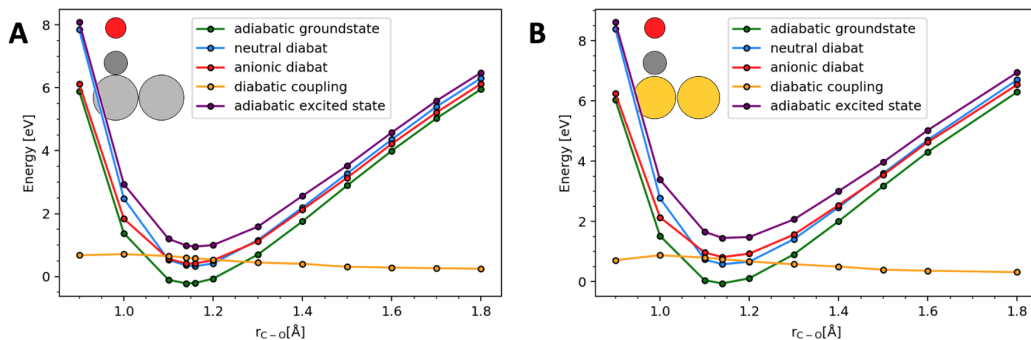 A
8
6
4
2
0
Energy [eV]
adiabatic groundstate
neutral diabat
anionic diabat
diabatic coupling
adiabatic excited state
1.0
1.2
1.4
1.6
1.8
r_{C-O}[Å]
B
8
6
4
2
0
Energy [eV]
adiabatic groundstate
neutral diabat
anionic diabat
diabatic coupling
adiabatic excited state
1.0
1.2
1.4
1.6
1.8
r_{C-O}[Å]